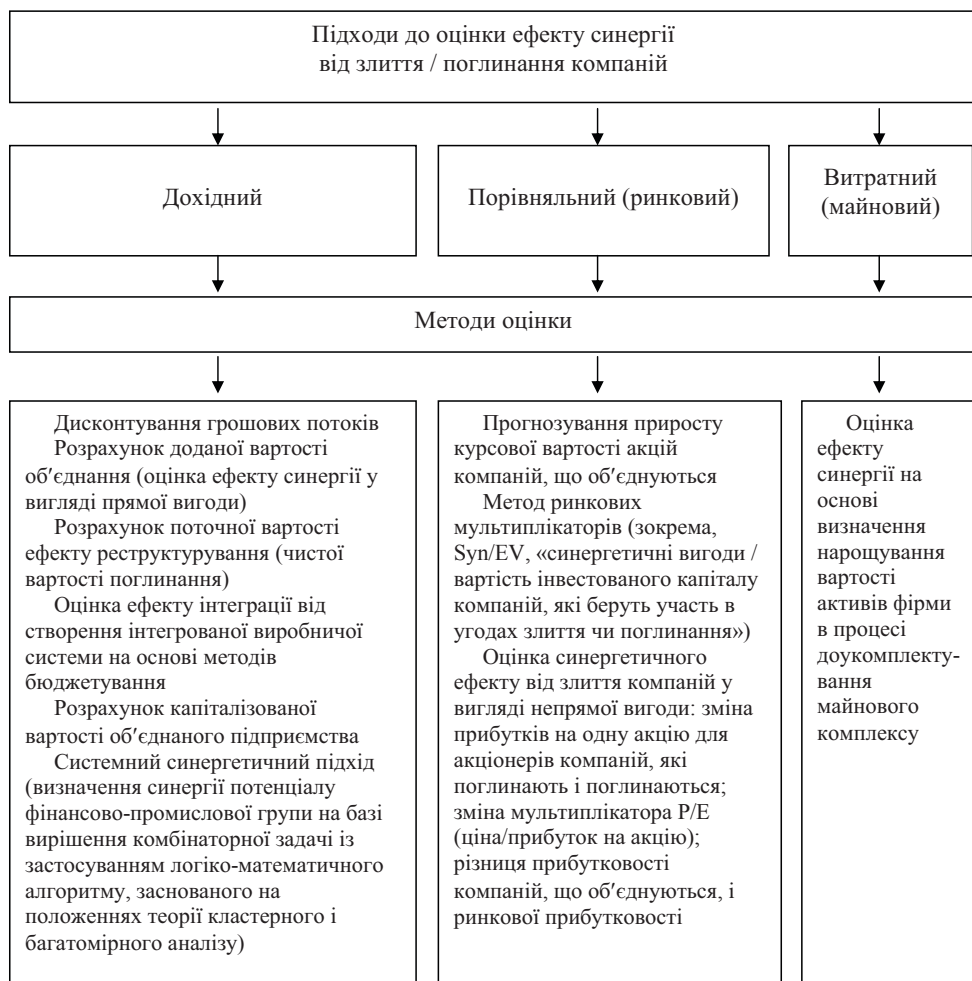 Підходи до оцінки ефекту синергії
від злиття / поглинання компаній
Дохідний
Порівняльний (ринковий)
Витратний
(майновий)
Методи оцінки
Дисконтування грошових потоків
Розрахунок доданої вартості
об′єднання (оцінка ефекту синергії у
вигляді прямої вигоди)
Розрахунок поточної вартості
ефекту реструктурування (чистої
вартості поглинання)
Оцінка ефекту інтеграції від
створення інтегрованої виробничої
системи на основі методів
бюджетування
Розрахунок капіталізованої
вартості об′єднаного підприємства
Системний синергетичний підхід
(визначення синергії потенціалу
фінансово-промислової групи на базі
вирішення комбінаторної задачі із
застосуванням логіко-математичного
алгоритму, заснованого на
положеннях теорії кластерного і
багатомірного аналізу)
Прогнозування приросту
курсової вартості акцій
компаній, що об′єднуються
Метод ринкових
мультиплікаторів (зокрема,
Syn/EV, «синергетичні вигоди /
вартість інвестованого капіталу
компаній, які беруть участь в
угодах злиття чи поглинання»)
Оцінка синергетичного
ефекту від злиття компаній у
вигляді непрямої вигоди: зміна
прибутків на одну акцію для
акціонерів компаній, які
поглинають і поглинаються;
зміна мультиплікатора P/E
(ціна/прибуток на акцію);
різниця прибутковості
компаній, що об′єднуються, і
ринкової прибутковості
Оцінка
ефекту
синергії на
основі
визначення
нарощування
вартості
активів фірми
в процесі
доукомплекту-
вання
майнового
комплексу